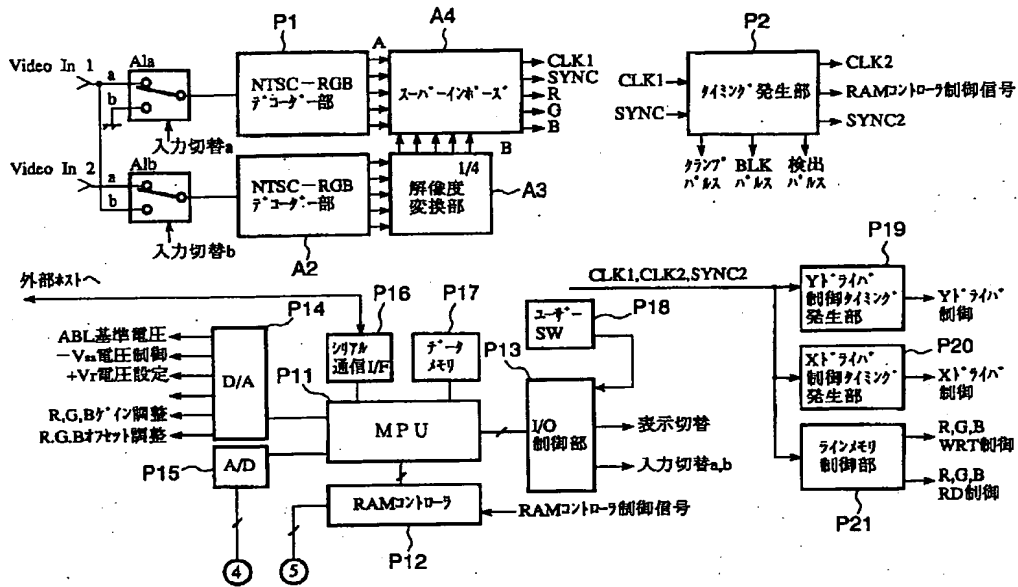 P1
A
A4
P2
Video In 1
A1a
a
b
NTSC-RGB
デコーダー部
スーパーインポーズ
CLK1
SYNC
R
G
B
CLK1
SYNC
タイミング発生部
CLK2
RAMコントローラ制御信号
SYNC2
クランプ
パルス
BLK
パルス
検出
パルス
入力切替a
B
Video In 2
A1b
a
b
NTSC-RGB
デコーダー部
1/4
解像度
変換部
A3
入力切替b
A2
外部ホストへ
CLK1,CLK2,SYNC2
P19
Yドライバ
制御タイミング
発生部
Yドライバ
制御
P14
P16
P17
ユーザー
SW
P18
ABL基準電圧
-Vss電圧制御
+VT電圧設定
R,G,Bゲイン調整
R.G.Bオフセット調整
D/A
シリアル
通信I/F
データ
メモリ
P13
P11
MPU
I/O
制御部
表示切替
入力切替a,b
P20
Xドライバ
制御タイミング
発生部
Xドライバ
制御
ラインメモリ
制御部
R,G,B
WRT制御
R,G,B
RD制御
P21
P15
A/D
RAMコントローラ
RAMコントローラ制御信号
P12
④
⑤